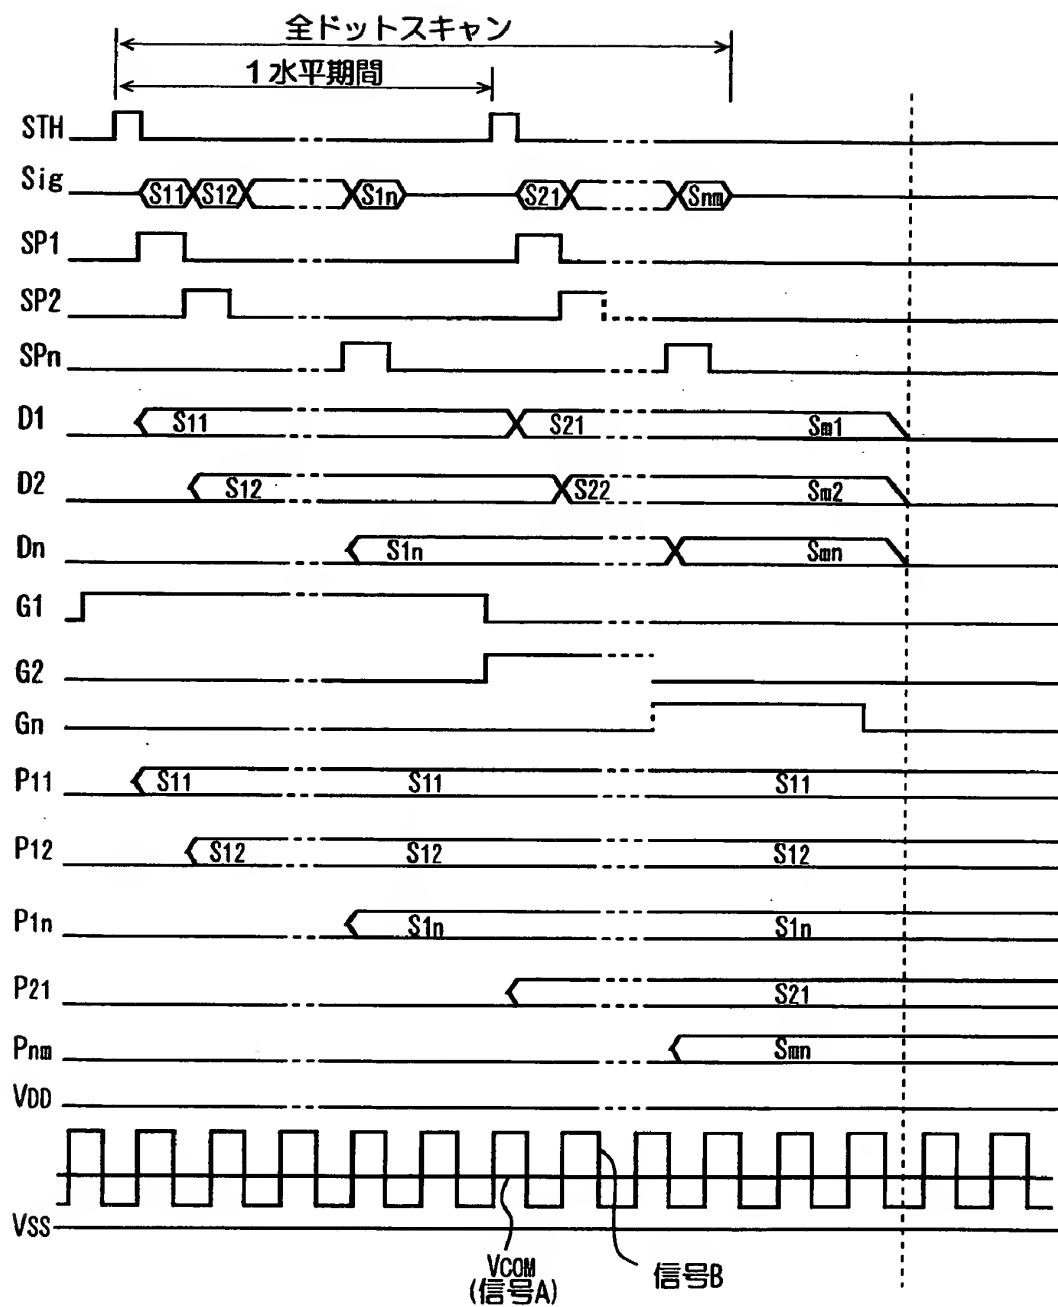 全ドットスキャン
1水平期間
STH
Sig S11 S12 S1n S21 Snm
SP1
SP2
SPn
D1 S11 S21 Sm1
D2 S12 S22 Sm2
Dn S1n Smn
G1
G2
Gn
P11 S11 S11 S11
P12 S12 S12 S12
P1n S1n S1n
P21 S21
Pnm Smn
VDD
VSS
VCOM
(信号A)
信号B